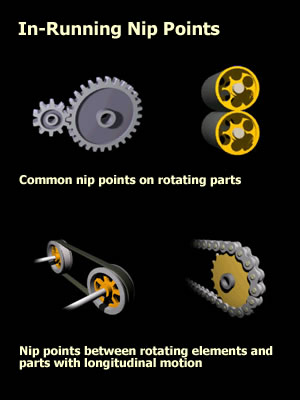 In-Running Nip Points
Common nip points on rotating parts
Nip points between rotating elements and
parts with longitudinal motion